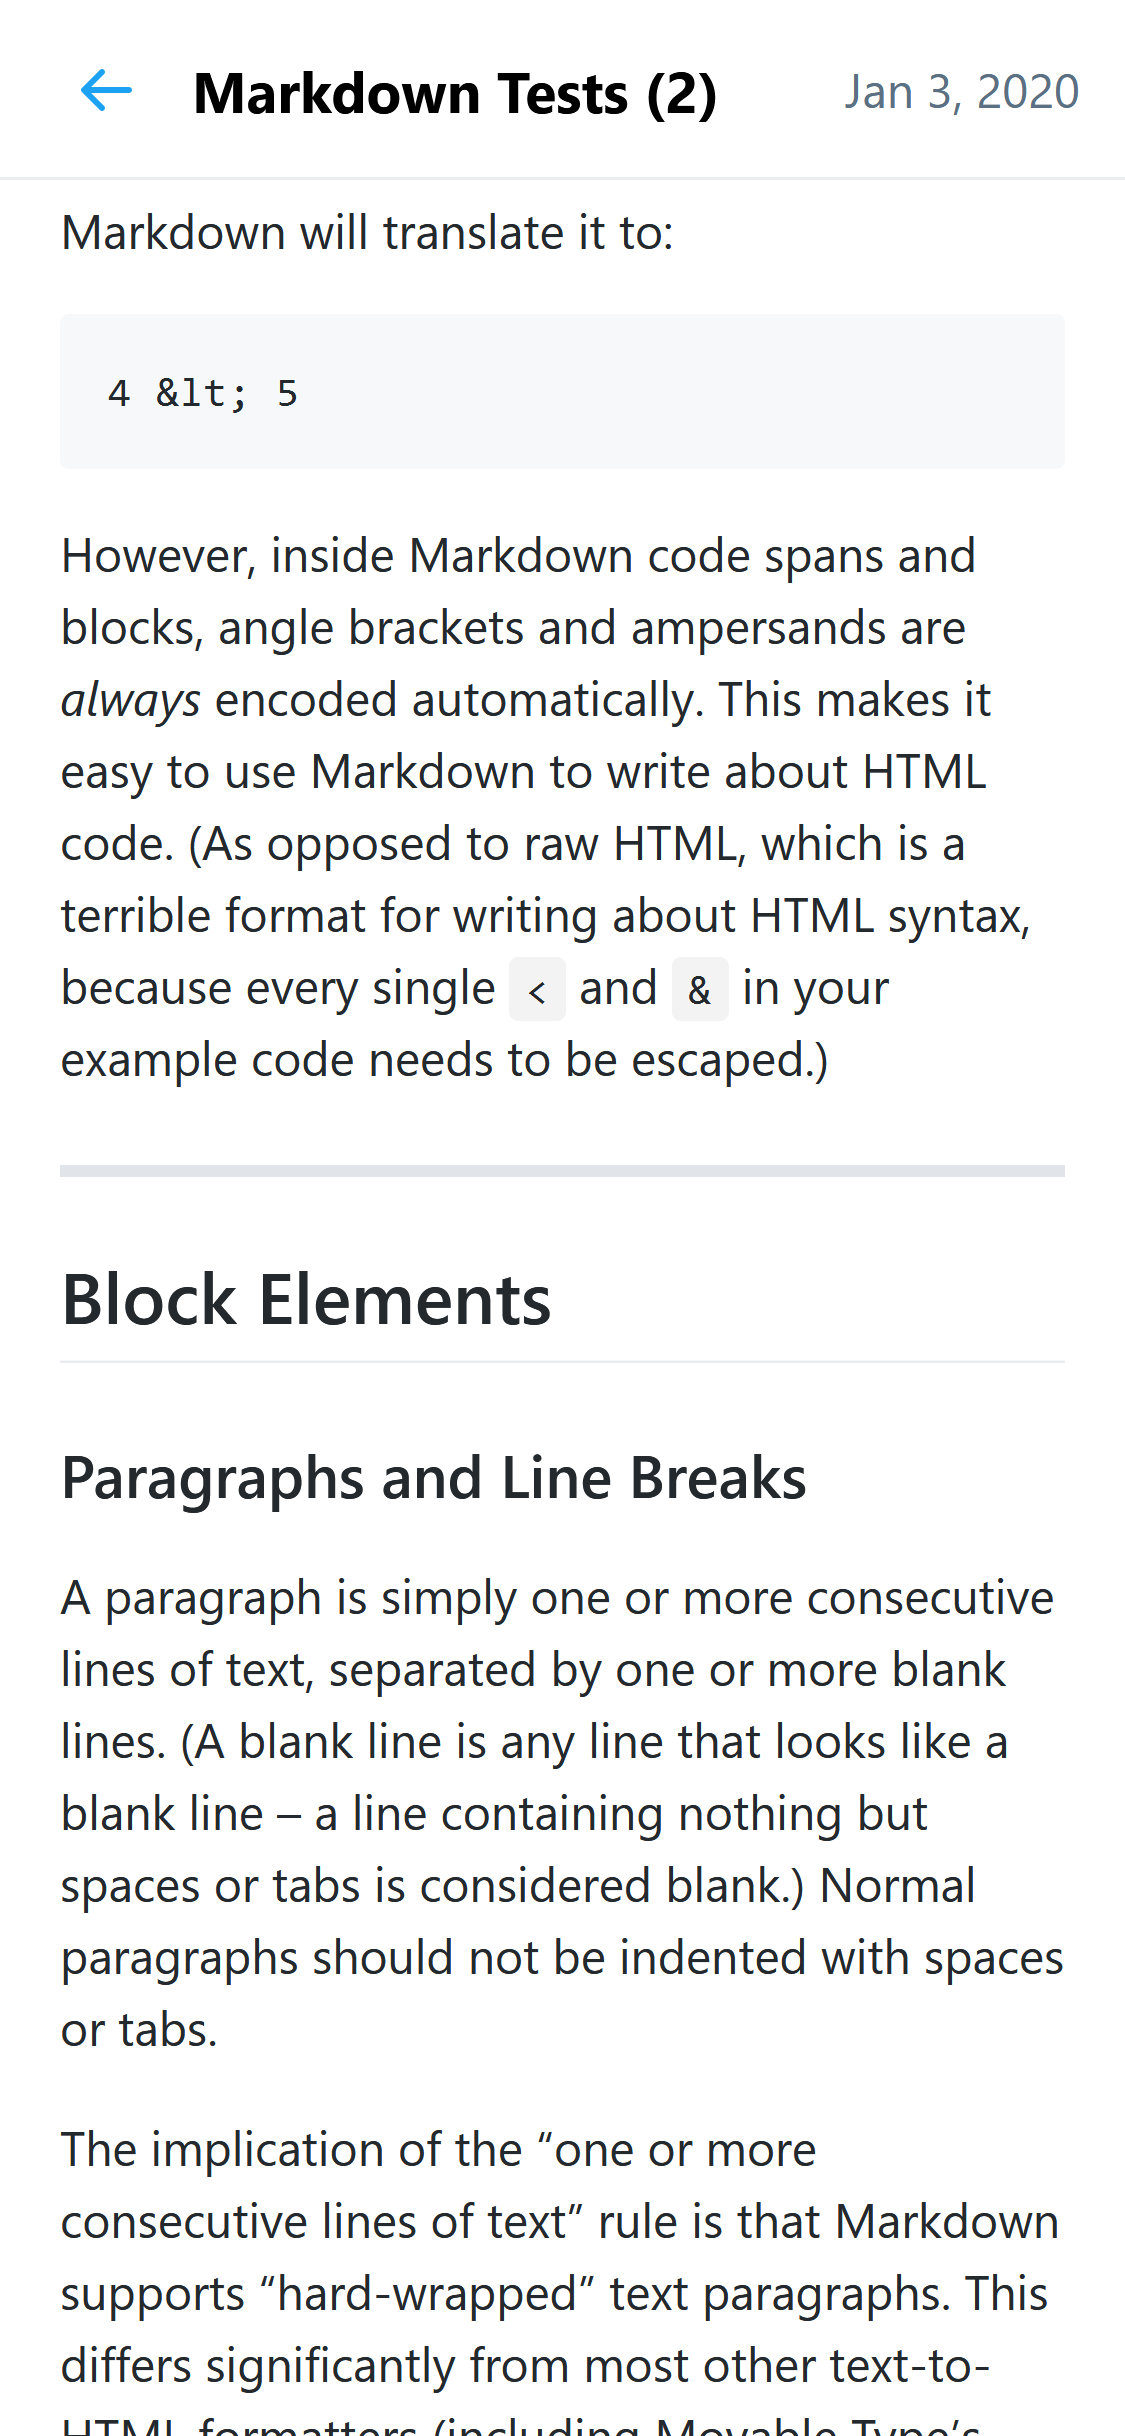 Markdown Tests (2)
Jan 3, 2020
Markdown will translate it to:
4 &lt; 5
However, inside Markdown code spans and
blocks, angle brackets and ampersands are
always encoded automatically. This makes it
easy to use Markdown to write about HTML
code. (As opposed to raw HTML, which is a
terrible format for writing about HTML syntax,
because every single < and & in your
example code needs to be escaped.)
Block Elements
Paragraphs and Line Breaks
A paragraph is simply one or more consecutive
lines of text, separated by one or more blank
lines. (A blank line is any line that looks like a
blank line – a line containing nothing but
spaces or tabs is considered blank.) Normal
paragraphs should not be indented with spaces
or tabs.
The implication of the “one or more
consecutive lines of text” rule is that Markdown
supports “hard-wrapped” text paragraphs. This
differs significantly from most other text-to-
HTML formatters (including Movable Type’s